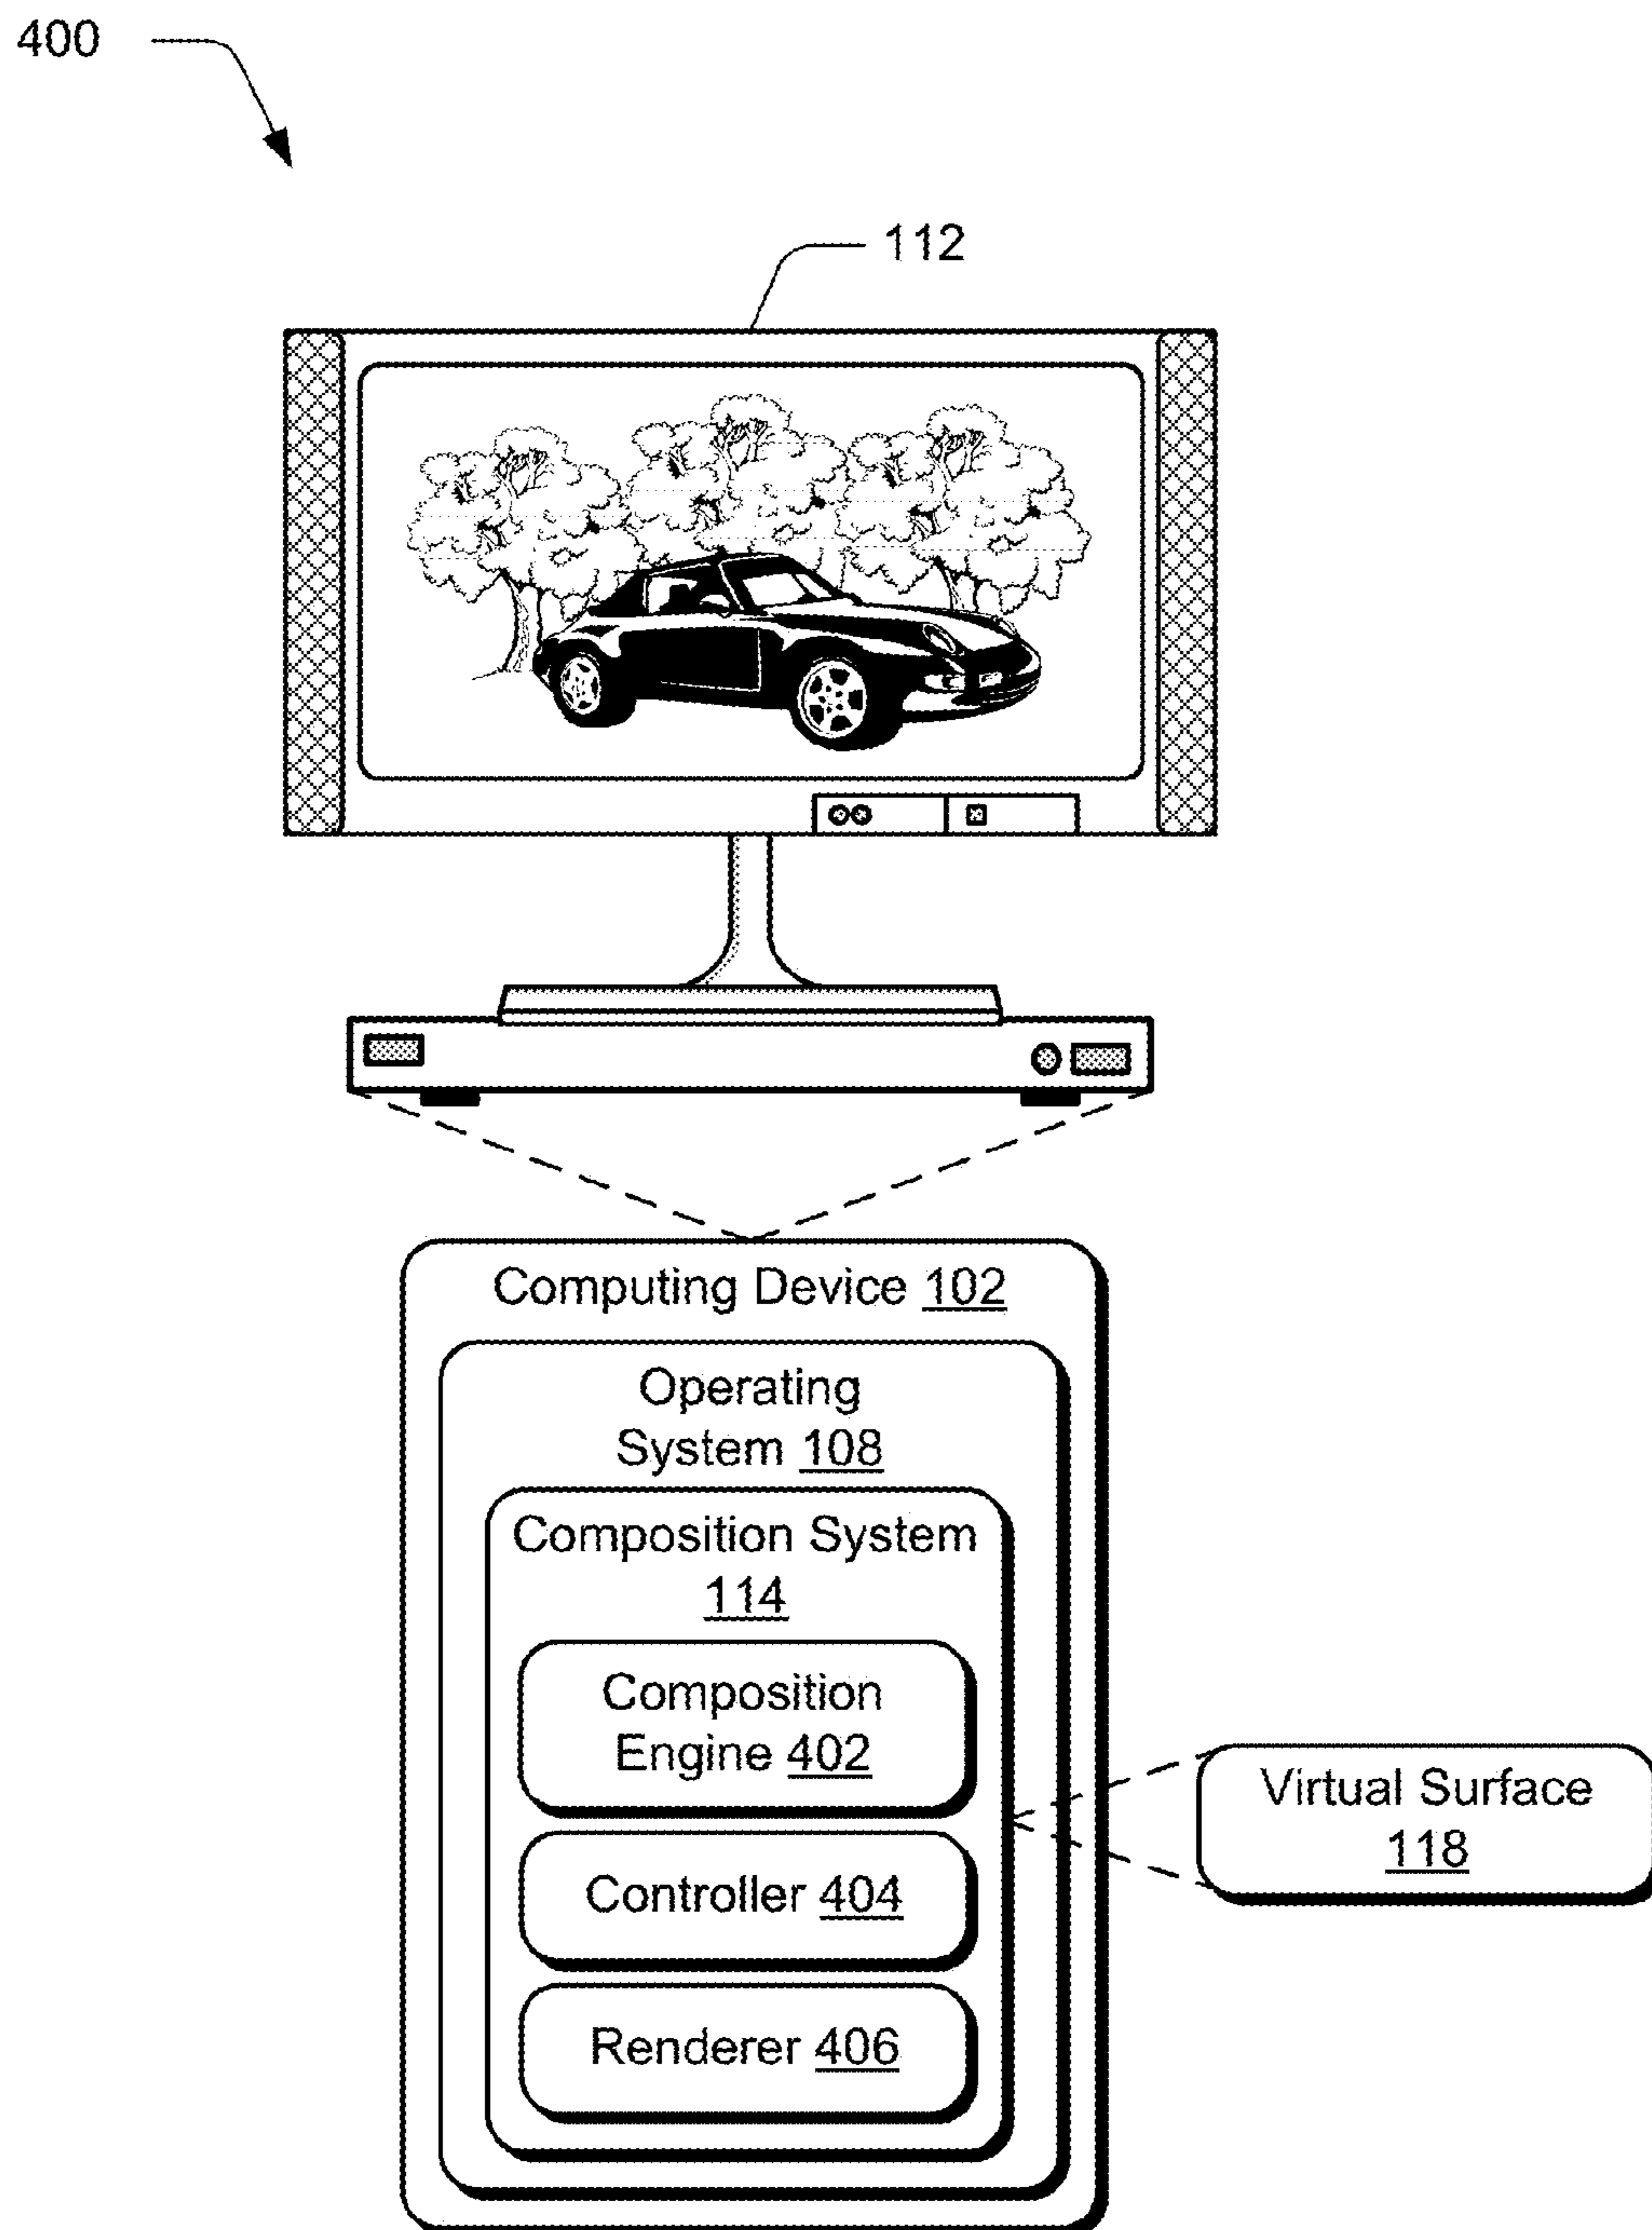 400
112
Computing Device 102
Operating
System 108
Composition System
114
Composition
Engine 402
Virtual Surface
118
Controller 404
Renderer 406